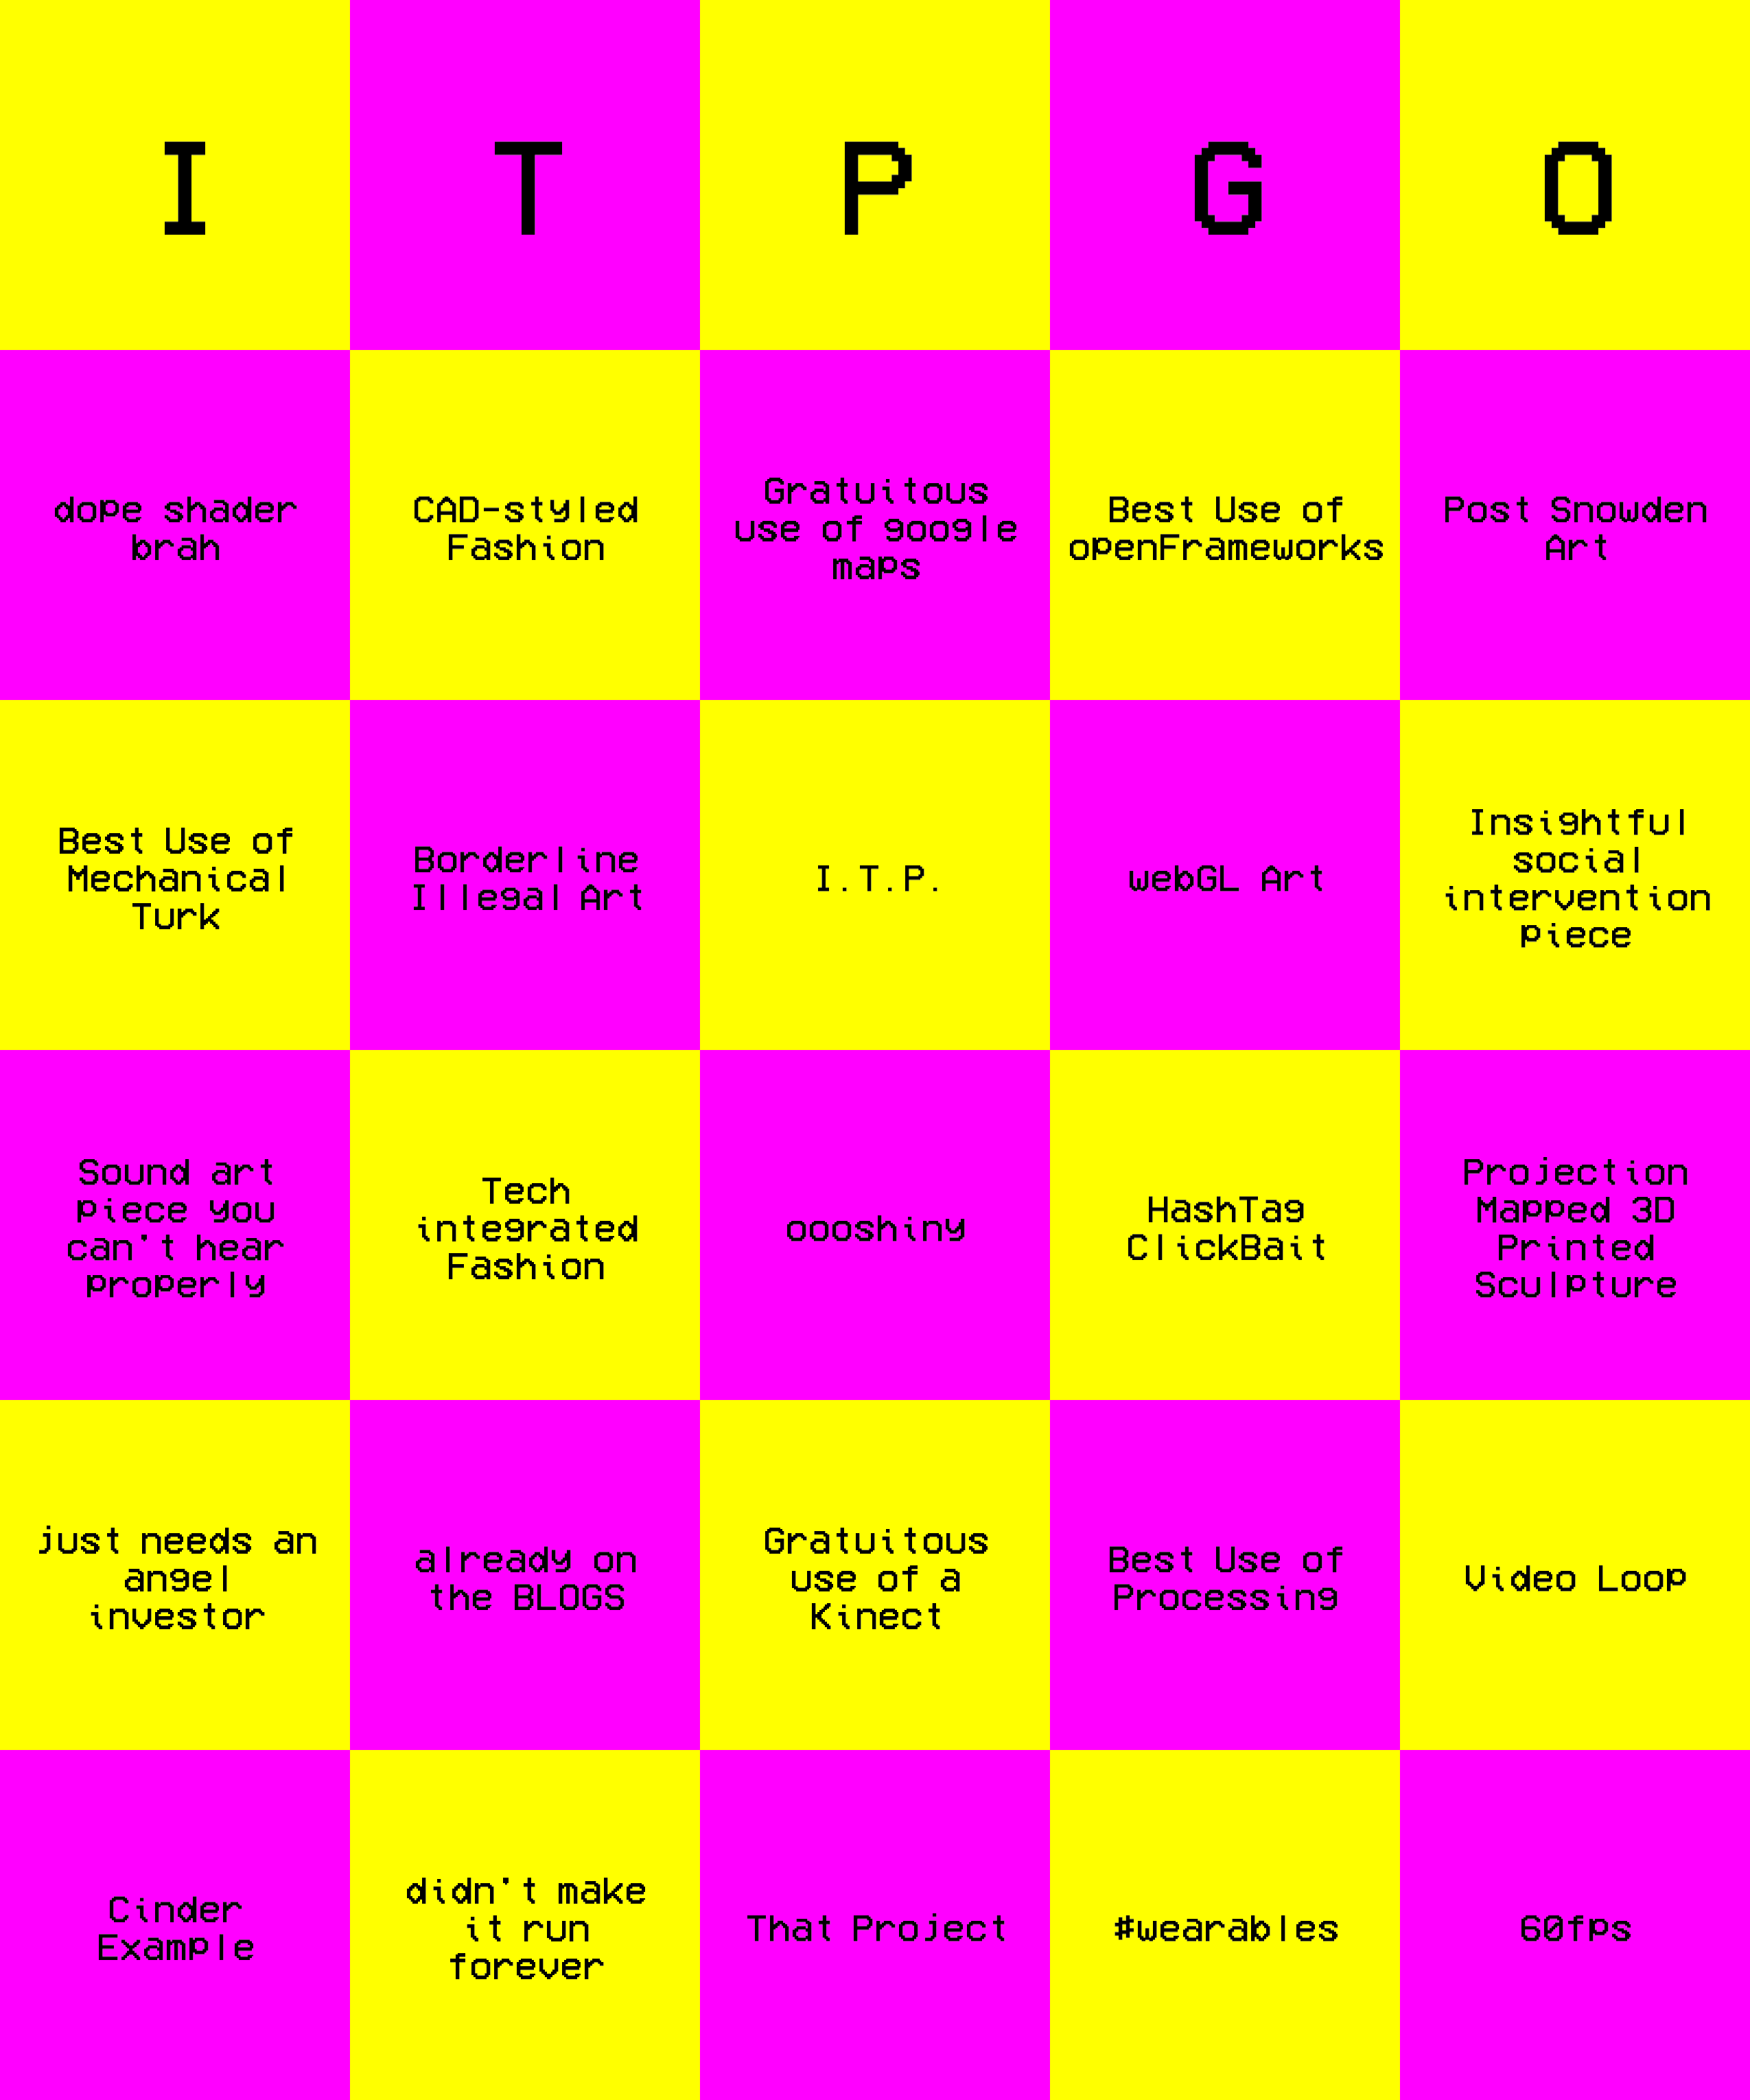 I T P G O
dope shader
brah
CAD-styled
Fashion
Gratuitous
use of google
maps
Best Use of
openFrameworks
Post Snowden
Art
Best Use of
Mechanical
Turk
Borderline
Illegal Art
I.T.P.
webGL Art
Insightful
social
intervention
piece
Sound art
piece you
can't hear
properly
Tech
integrated
Fashion
oooshiny
HashTag
ClickBait
Projection
Mapped 3D
Printed
Sculpture
just needs an
angel
investor
already on
the BLOGS
Gratuitous
use of a
Kinect
Best Use of
Processing
Video Loop
Cinder
Example
didn't make
it run
forever
That Project
#wearables
60fps